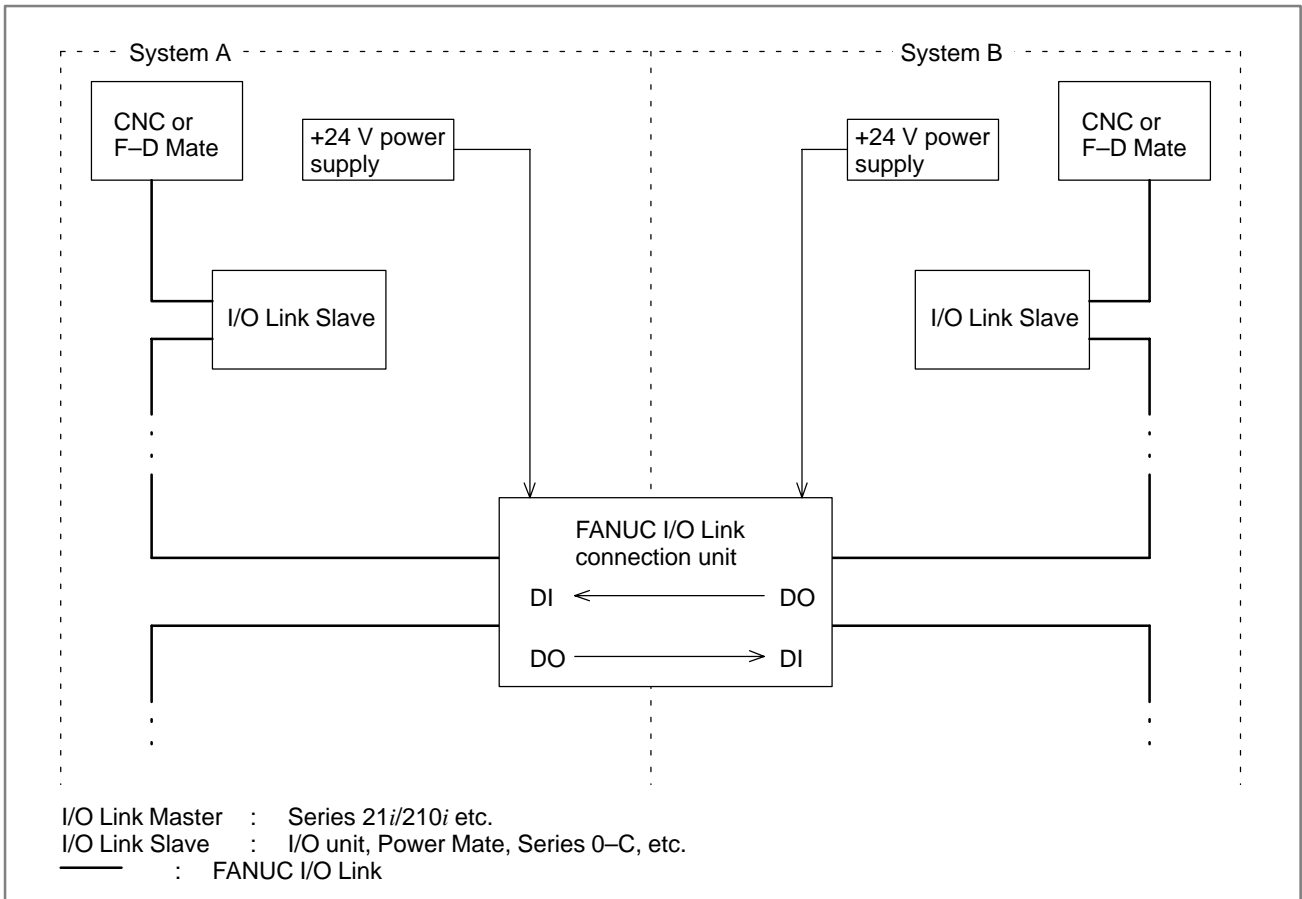 System A
System B
CNC or
F–D Mate
+24 V power
supply
+24 V power
supply
CNC or
F–D Mate
I/O Link Slave
I/O Link Slave
FANUC I/O Link
connection unit
DI DO
DO DI
I/O Link Master : Series 21i/210i etc.
I/O Link Slave : I/O unit, Power Mate, Series 0–C, etc.
: FANUC I/O Link